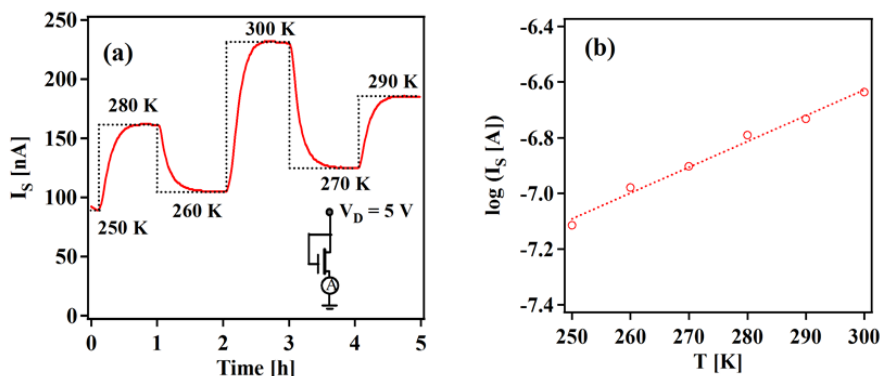 (a)
I_S [nA]
250
200
150
100
50
0
250 K
280 K
260 K
300 K
270 K
290 K
V_D = 5 V
A
0 1 2 3 4 5
Time [h]
(b)
log (I_S [A])
-6.4
-6.6
-6.8
-7.0
-7.2
-7.4
250 260 270 280 290 300
T [K]